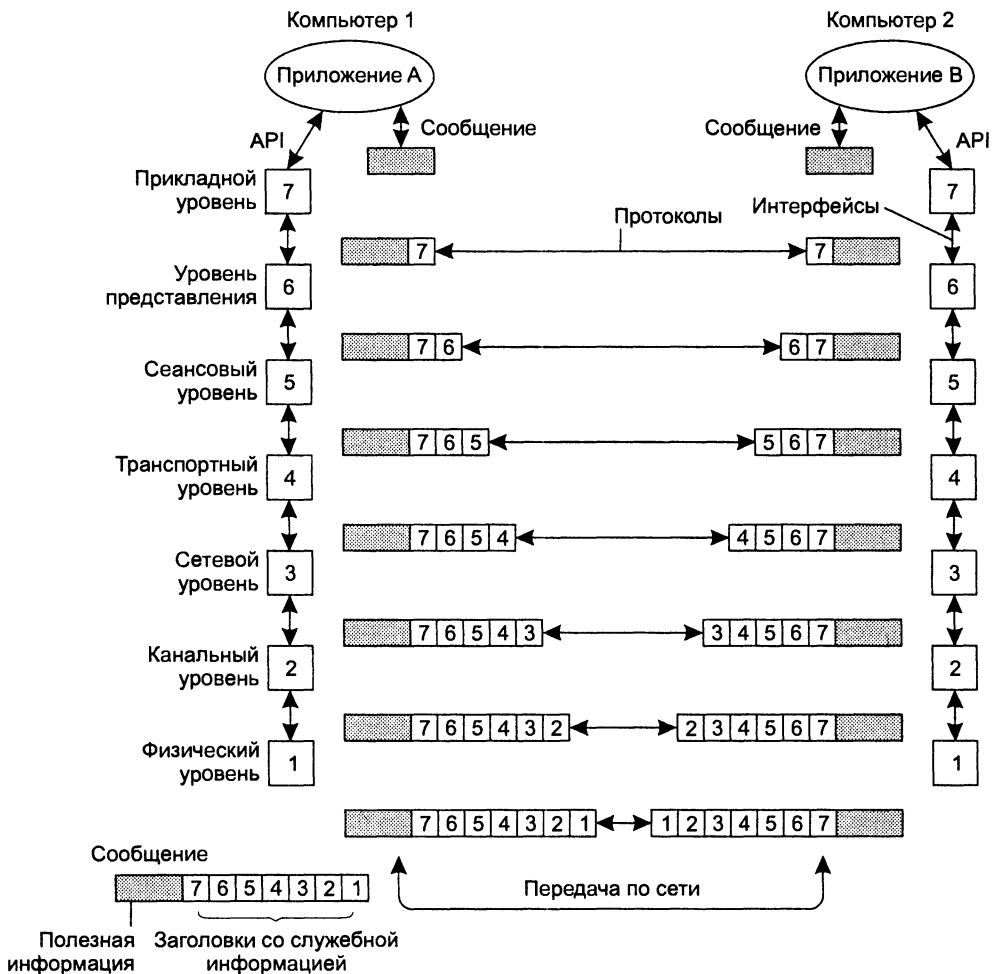 Компьютер 1
Компьютер 2
Приложение А
Приложение В
API
Сообщение
Сообщение
API
Прикладной
уровень
7
7
Интерфейсы
Протоколы
7
7
Уровень
представления
6
6
7 6
6 7
Сеансовый
уровень
5
5
7 6 5
5 6 7
Транспортный
уровень
4
4
7 6 5 4
4 5 6 7
Сетевой
уровень
3
3
7 6 5 4 3
3 4 5 6 7
Канальный
уровень
2
2
7 6 5 4 3 2
2 3 4 5 6 7
Физический
уровень
1
1
7 6 5 4 3 2 1
1 2 3 4 5 6 7
Сообщение
7 6 5 4 3 2 1
Передача по сети
Полезная
информация
Заголовки со служебной
информацией